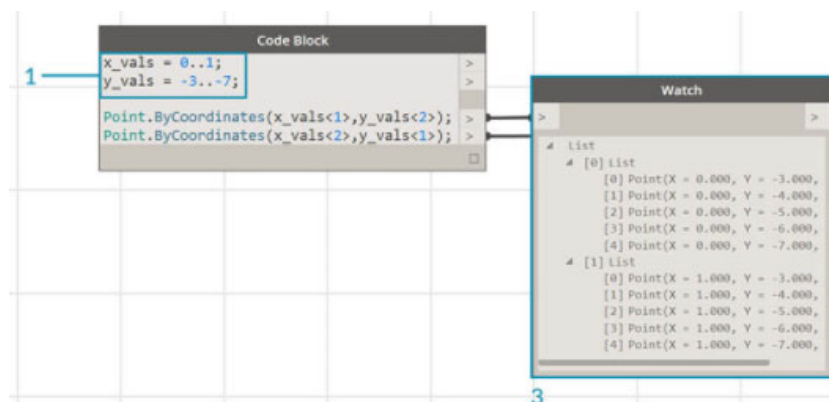 Code Block
1
x_vals = 0..1;
y_vals = -3..-7;
Point.ByCoordinates(x_vals<1>,y_vals<2>);
Point.ByCoordinates(x_vals<2>,y_vals<1>);
>
>
>
>
Watch
>
>
List
[0] List
[0] Point(X = 0.000, Y = -3.000,
[1] Point(X = 0.000, Y = -4.000,
[2] Point(X = 0.000, Y = -5.000,
[3] Point(X = 0.000, Y = -6.000,
[4] Point(X = 0.000, Y = -7.000,
[1] List
[0] Point(X = 1.000, Y = -3.000,
[1] Point(X = 1.000, Y = -4.000,
[2] Point(X = 1.000, Y = -5.000,
[3] Point(X = 1.000, Y = -6.000,
[4] Point(X = 1.000, Y = -7.000,
3